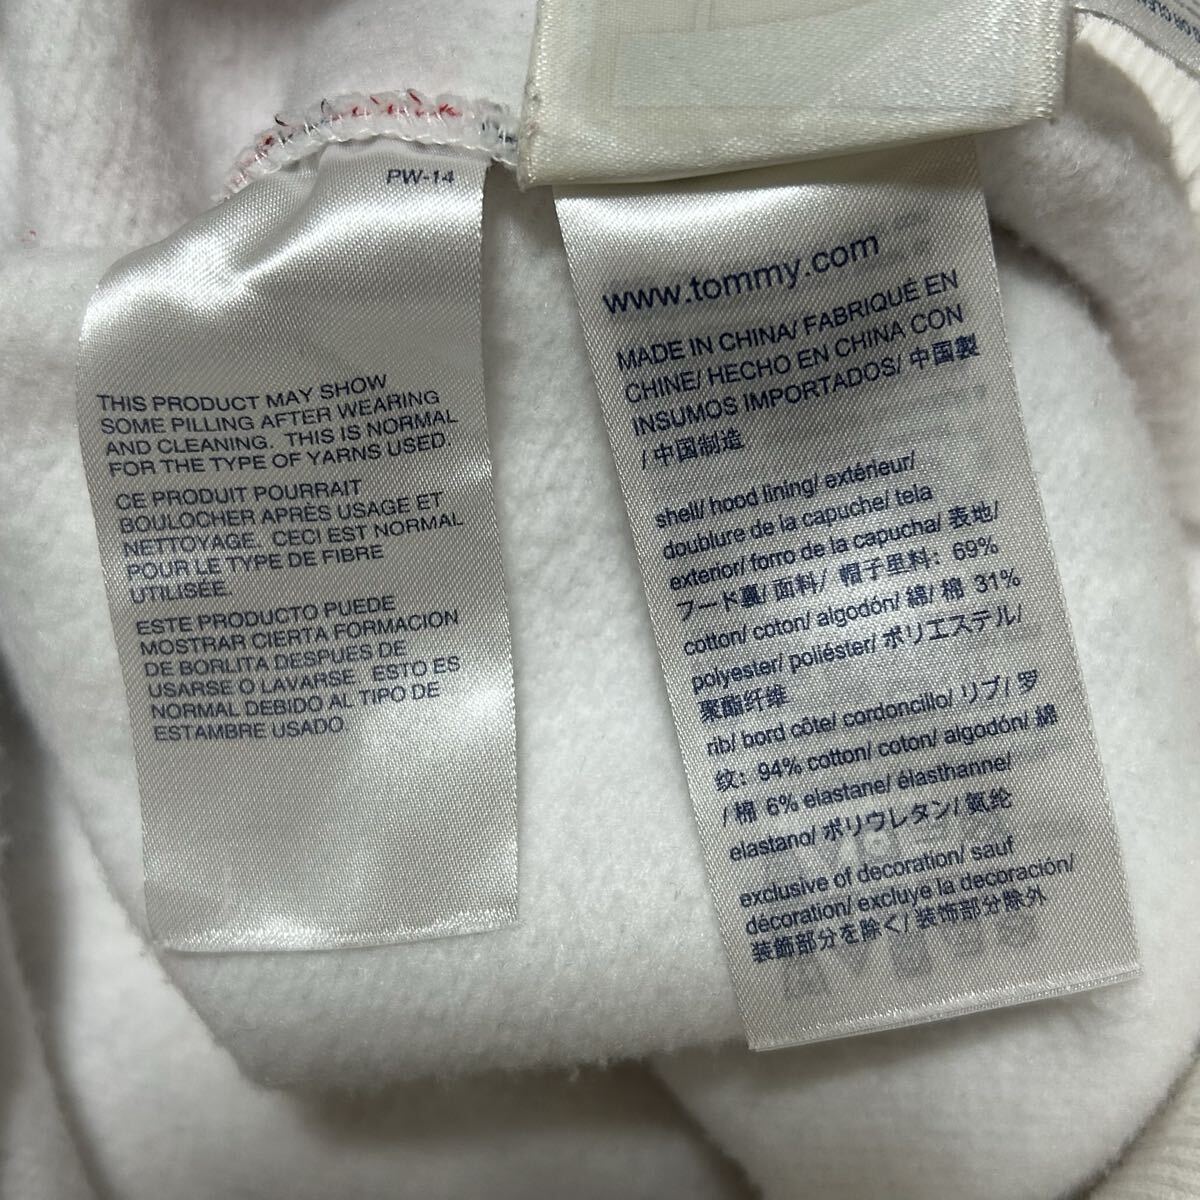 PW-14
THIS PRODUCT MAY SHOW
SOME PILLING AFTER WEARING
AND CLEANING. THIS IS NORMAL
FOR THE TYPE OF YARNS USED.
CE PRODUIT POURRAIT
BOULOCHER APRES USAGE ET
NETTOYAGE, CECI EST NORMAL
POUR LE TYPE DE FIBRE
UTILISÉE.
ESTE PRODUCTO PUEDE
MOSTRAR CIERTA FORMACION
DE BORLITA DESPUES DE
USARSE O LAVARSE ESTO ES
NORMAL DEBIDO AL TIPO DE
ESTAMBRE USADO
www.tommy.com
MADE IN CHINA/ FABRIQUÉ EN
CHINE/ HECHO EN CHINA CON
INSUMOS IMPORTADOS/ 中国製
/ 中国制造
shell/ hood lining/ extérieur/
doublure de la capuche/ tela
exterior/ forro de la capucha/ 表地/
フード裏/ 面料/ 帽子里料: 69%
cotton/ coton/ algodón/ 綿/ 棉 31%
polyester/ poliéster/ ポリエステル/
聚酯纤维
rib/ bord côte/ cordoncillo/ リブ/ 罗
纹: 94% cotton/ coton/ algodón/ 綿
/ 棉 6% elastane/ élasthanne/
elastano/ ポリウレタン/ 氨纶
exclusive of decoration/ sauf
décoration/ excluye la decoración/
装飾部分を除く/ 装饰部分除外